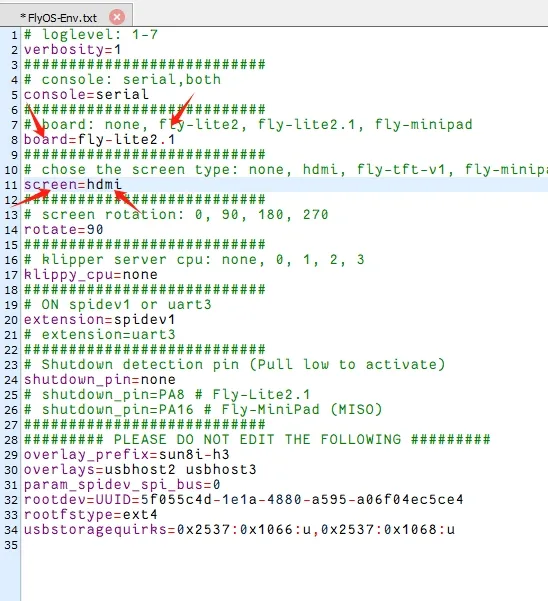 * FlyOS-Env.txt
1 # loglevel: 1-7
2 verbosity=1
3 ###########################
4 # console: serial,both
5 console=serial
6 ###########################
7 # board: none, fly-lite2, fly-lite2.1, fly-minipad
8 board=fly-lite2.1
9 ###########################
10 # chose the screen type: none, hdmi, fly-tft-v1, fly-minipa
11 screen=hdmi
12 ###########################
13 # screen rotation: 0, 90, 180, 270
14 rotate=90
15 ###########################
16 # klipper server cpu: none, 0, 1, 2, 3
17 klippy_cpu=none
18 ###########################
19 # ON spidev1 or uart3
20 extension=spidev1
21 # extension=uart3
22 ###########################
23 # Shutdown detection pin (Pull low to activate)
24 shutdown_pin=none
25 # shutdown_pin=PA8 # Fly-Lite2.1
26 # shutdown_pin=PA16 # Fly-MiniPad (MISO)
27 ###########################
28 ######### PLEASE DO NOT EDIT THE FOLLOWING #########
29 overlay_prefix=sun8i-h3
30 overlays=usbhost2 usbhost3
31 param_spidev_spi_bus=0
32 rootdev=UUID=5f055c4d-1e1a-4880-a595-a06f04ec5ce4
33 rootfstype=ext4
34 usbstoragequirks=0x2537:0x1066:u,0x2537:0x1068:u
35